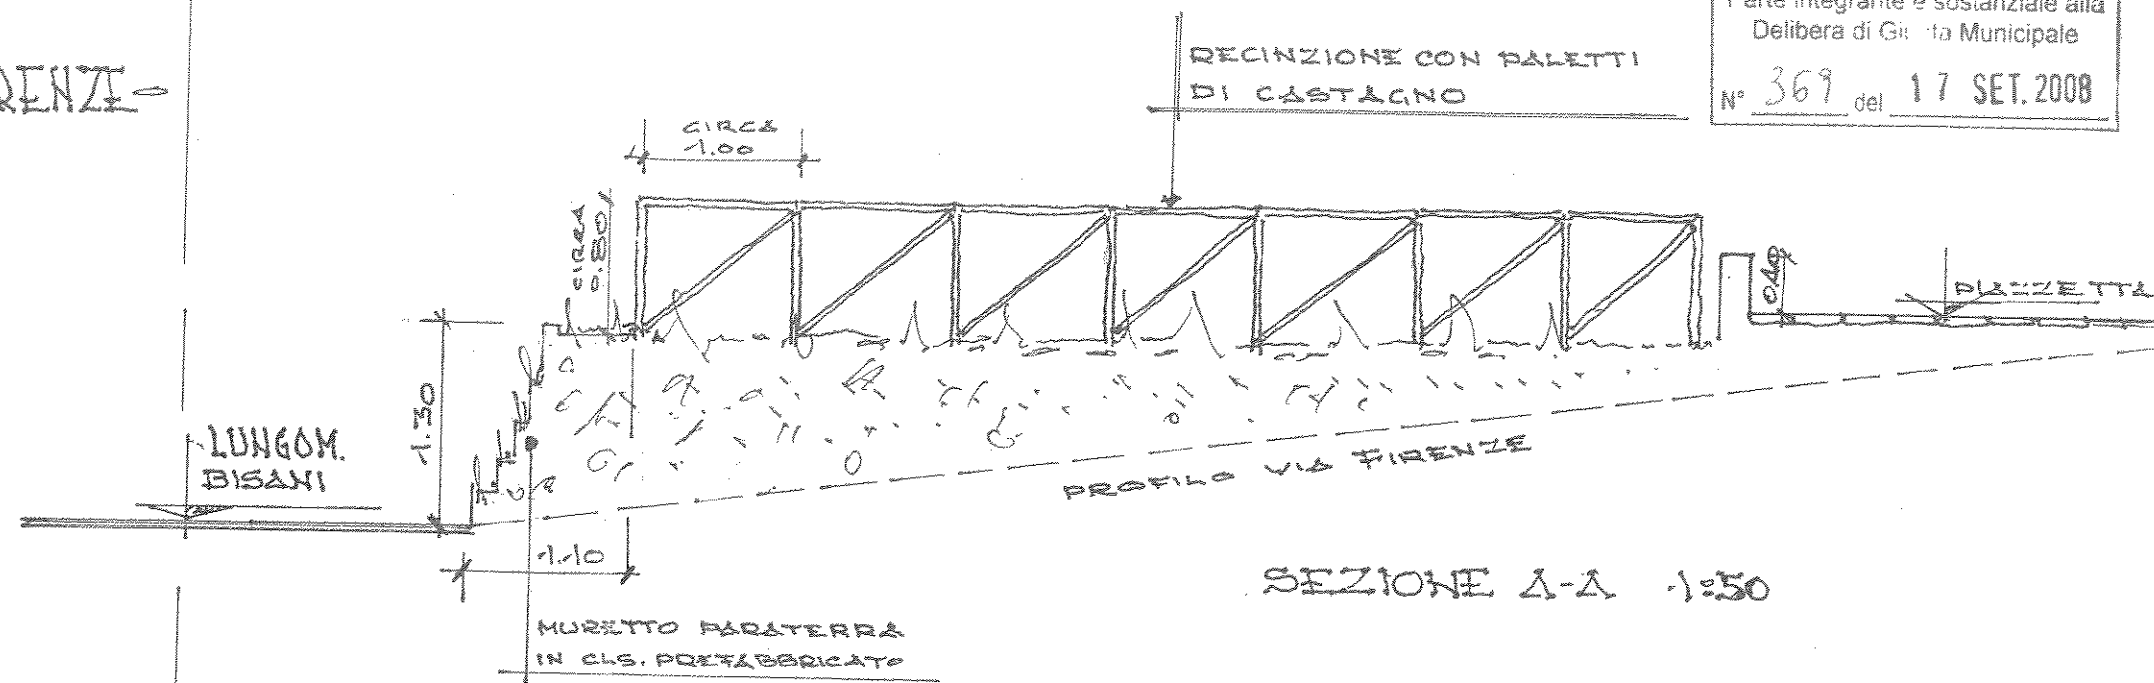 Parte integrante e sostanziale alla
Delibera di Giunta Municipale
N° 369 del 17 SET. 2008
RENZE
RECINZIONE CON PALETTI
DI CASTAGNO
CIRCA
1.00
CIRCA
0.80
0.40
PIAZZETTA
1.30
LUNGOM.
BISANI
PROFILO VIA FIRENZE
1.10
SEZIONE A-A 1:50
MURETTO PARATERRA
IN CLS. PREFABBRICATO